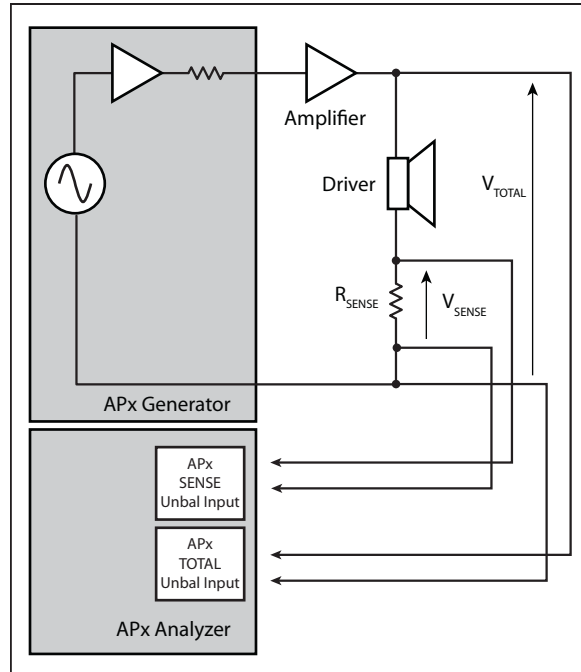 Amplifier
Driver
V_TOTAL
R_SENSE
V_SENSE
APx Generator
APx
SENSE
Unbal Input
APx
TOTAL
Unbal Input
APx Analyzer